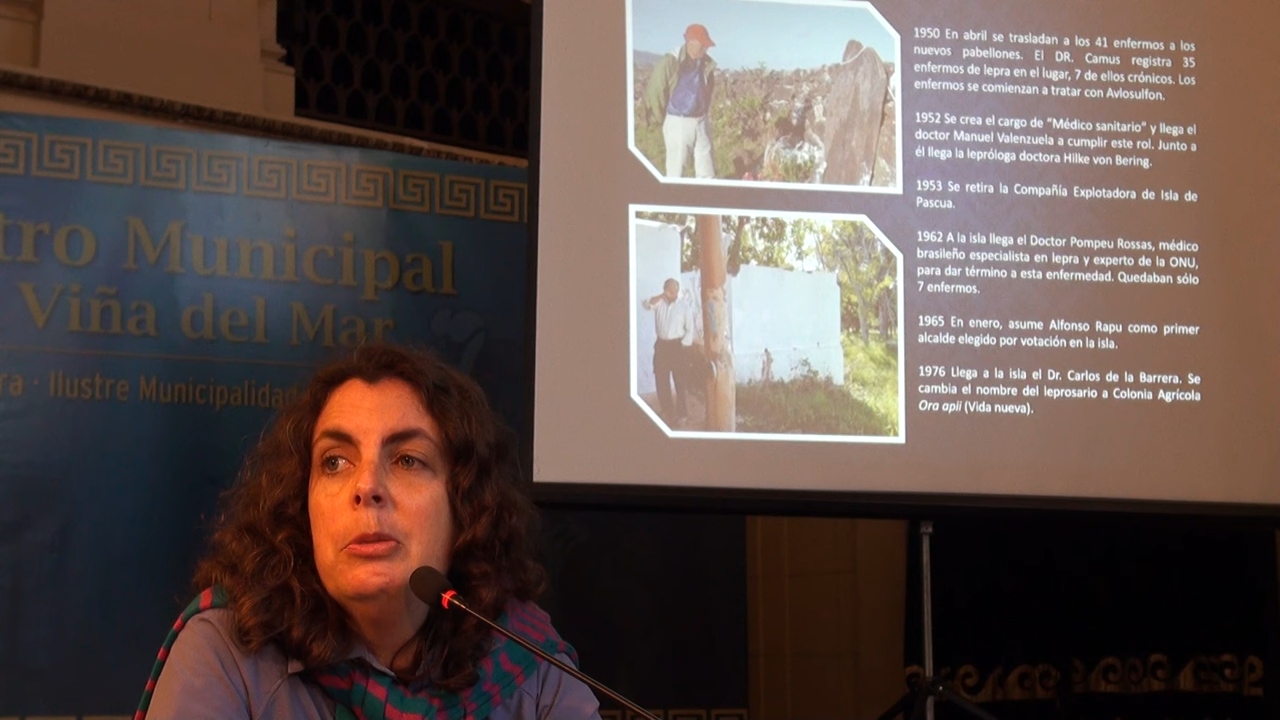 tro Municipal
Viña del Mar
ra · Ilustre Municipalidad
1950 En abril se trasladan a los 41 enfermos a los
nuevos pabellones. El DR. Camus registra 35
enfermos de lepra en el lugar, 7 de ellos crónicos. Los
enfermos se comienzan a tratar con Avlosulfon.
1952 Se crea el cargo de “Médico sanitario” y llega el
doctor Manuel Valenzuela a cumplir este rol. Junto a
él llega la lepróloga doctora Hilke von Bering.
1953 Se retira la Compañía Explotadora de Isla de
Pascua.
1962 A la isla llega el Doctor Pompeu Rossas, médico
brasileño especialista en lepra y experto de la ONU,
para dar término a esta enfermedad. Quedaban sólo
7 enfermos.
1965 En enero, asume Alfonso Rapu como primer
alcalde elegido por votación en la isla.
1976 Llega a la isla el Dr. Carlos de la Barrera. Se
cambia el nombre del leprosario a Colonia Agrícola
Ora apii (Vida nueva).